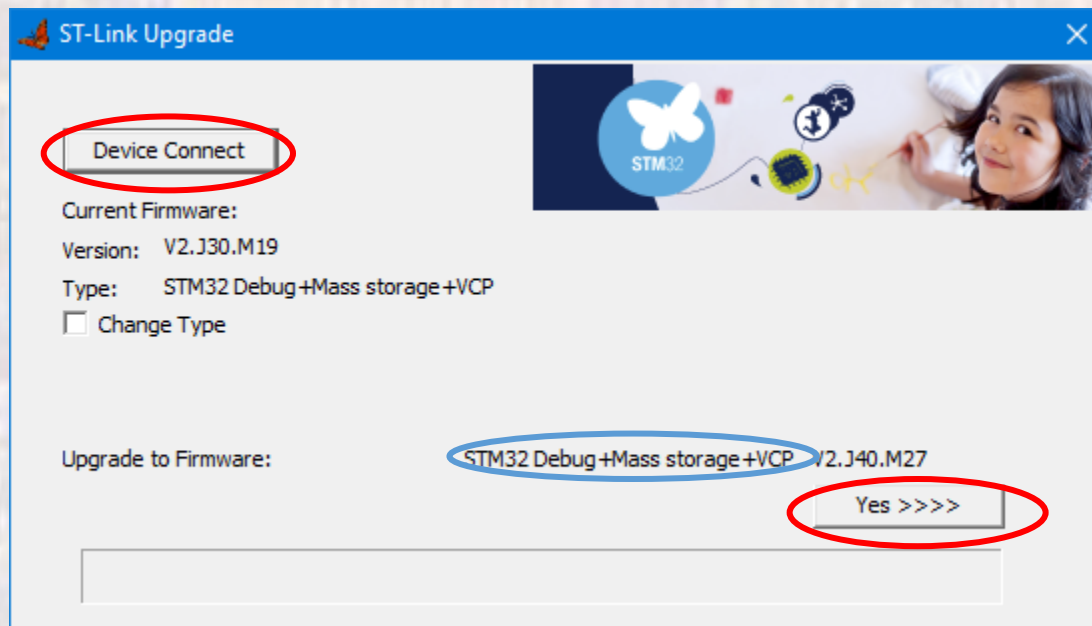 ST-Link Upgrade
STM32
Device Connect
Current Firmware:
Version: V2.J30.M19
Type: STM32 Debug+Mass storage+VCP
Change Type
Upgrade to Firmware: STM32 Debug+Mass storage+VCP V2.J40.M27
Yes >>>>